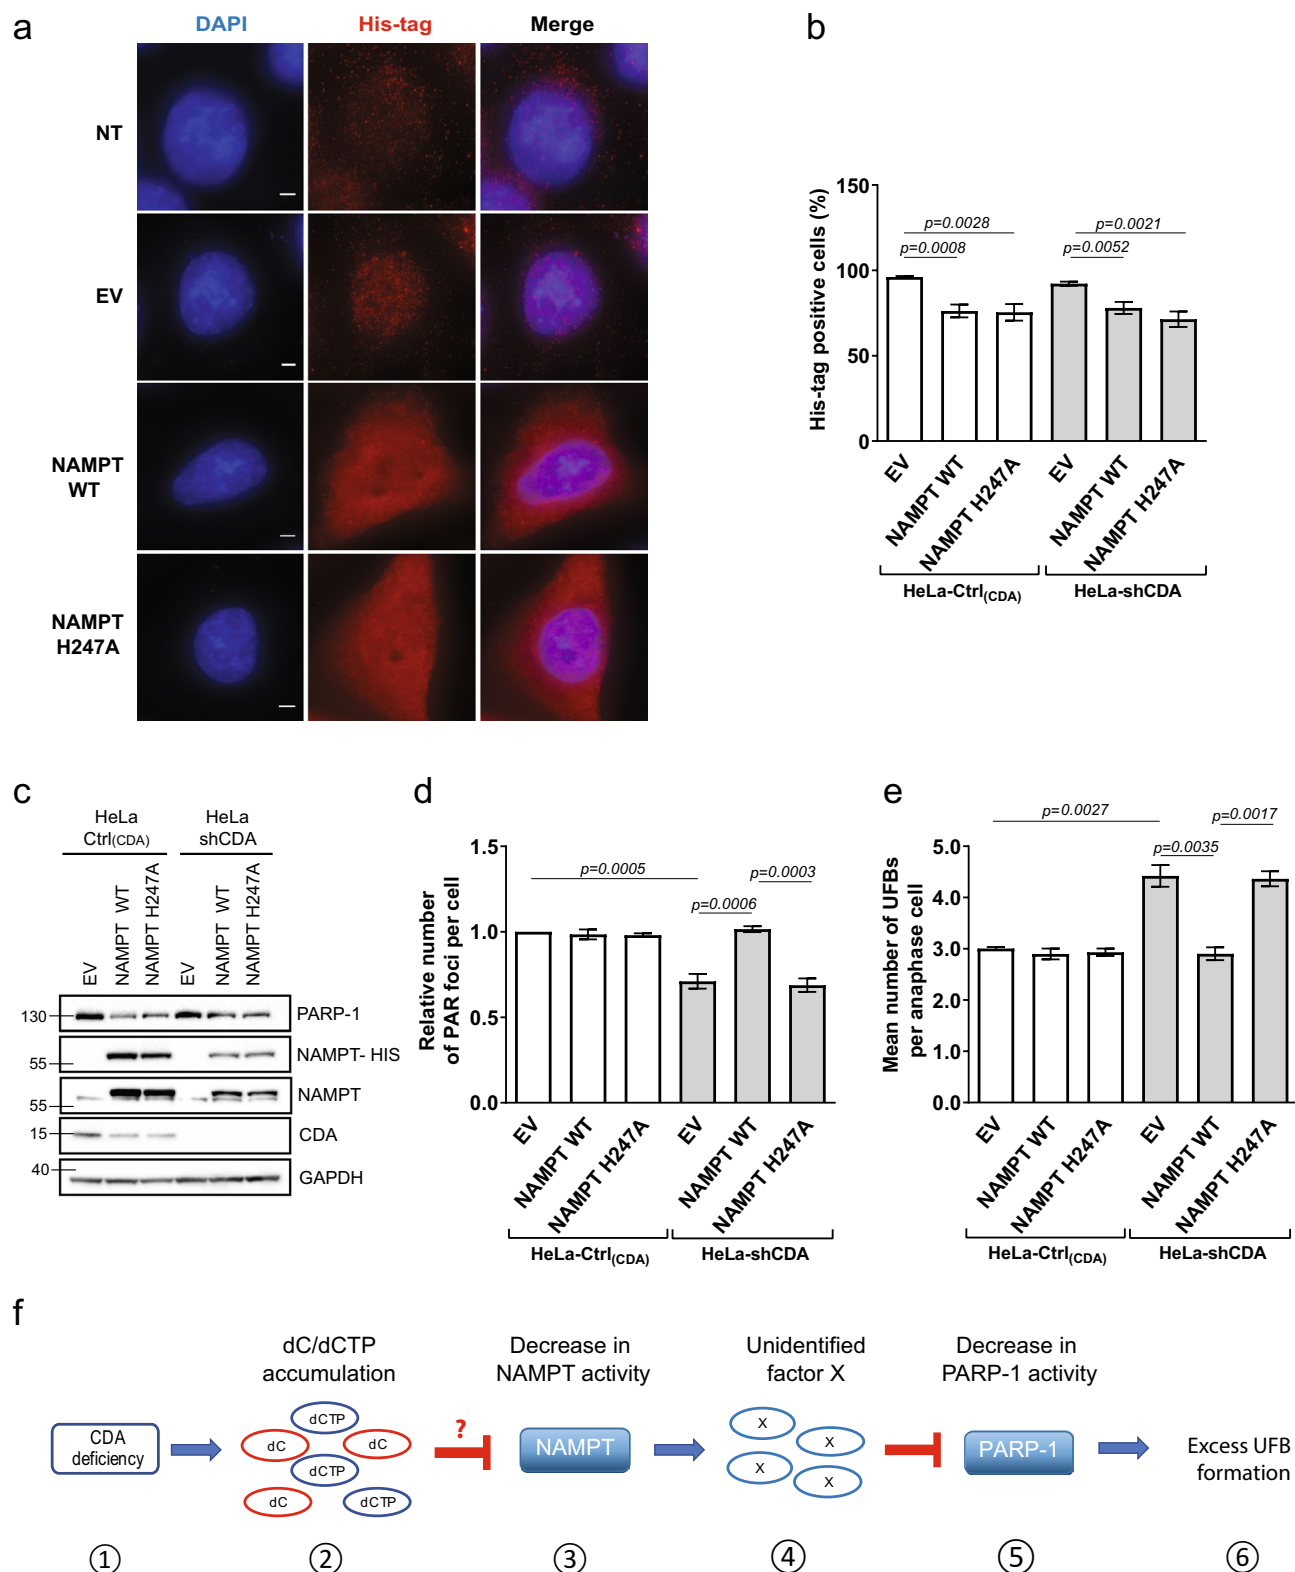 a
DAPI
His-tag
Merge
NT
EV
NAMPT
WT
NAMPT
H247A
b
His-tag positive cells (%)
150
100
50
0
p=0.0028
p=0.0008
p=0.0021
p=0.0052
EV
NAMPT WT
NAMPT H247A
EV
NAMPT WT
NAMPT H247A
HeLa-Ctrl(CDA)
HeLa-shCDA
c
HeLa
Ctrl(CDA)
HeLa
shCDA
EV
NAMPT WT
NAMPT H247A
EV
NAMPT WT
NAMPT H247A
130
PARP-1
55
NAMPT- HIS
55
NAMPT
15
CDA
40
GAPDH
d
Relative number
of PAR foci per cell
1.5
1.0
0.5
0.0
p=0.0005
p=0.0006
p=0.0003
EV
NAMPT WT
NAMPT H247A
EV
NAMPT WT
NAMPT H247A
HeLa-Ctrl(CDA)
HeLa-shCDA
e
Mean number of UFBs
per anaphase cell
5.0
4.0
3.0
2.0
1.0
0.0
p=0.0027
p=0.0035
p=0.0017
EV
NAMPT WT
NAMPT H247A
EV
NAMPT WT
NAMPT H247A
HeLa-Ctrl(CDA)
HeLa-shCDA
f
dC/dCTP
accumulation
Decrease in
NAMPT activity
Unidentified
factor X
Decrease in
PARP-1 activity
CDA
deficiency
dCTP
dC
dC
dCTP
dC
dCTP
?
NAMPT
X
X
X
X
PARP-1
Excess UFB
formation
① ② ③ ④ ⑤ ⑥